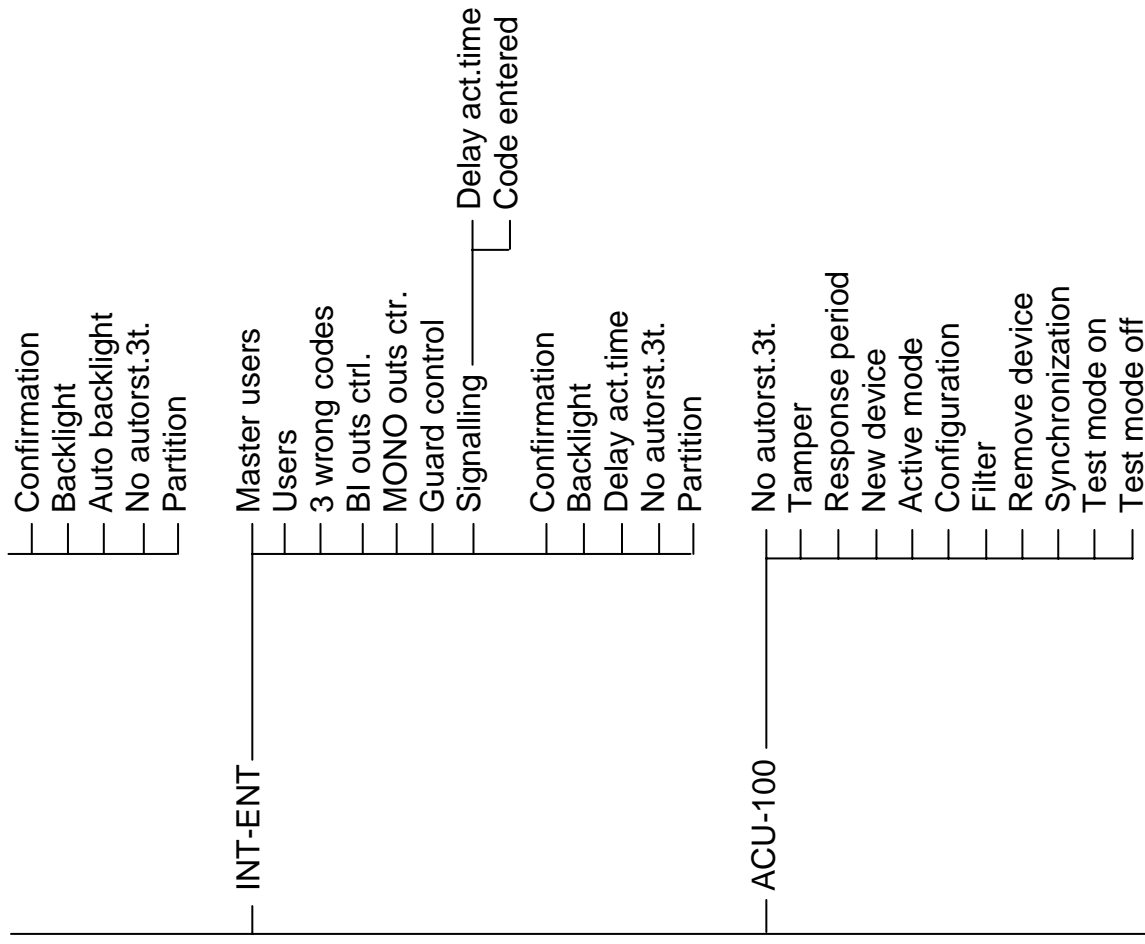 Confirmation
Backlight
Auto backlight
No autorst.3t.
Partition
INT-ENT
Master users
Users
3 wrong codes
BI outs ctrl.
MONO outs ctr.
Guard control
Signalling
Delay act.time
Code entered
Confirmation
Backlight
Delay act.time
No autorst.3t.
Partition
ACU-100
No autorst.3t.
Tamper
Response period
New device
Active mode
Configuration
Filter
Remove device
Synchronization
Test mode on
Test mode off